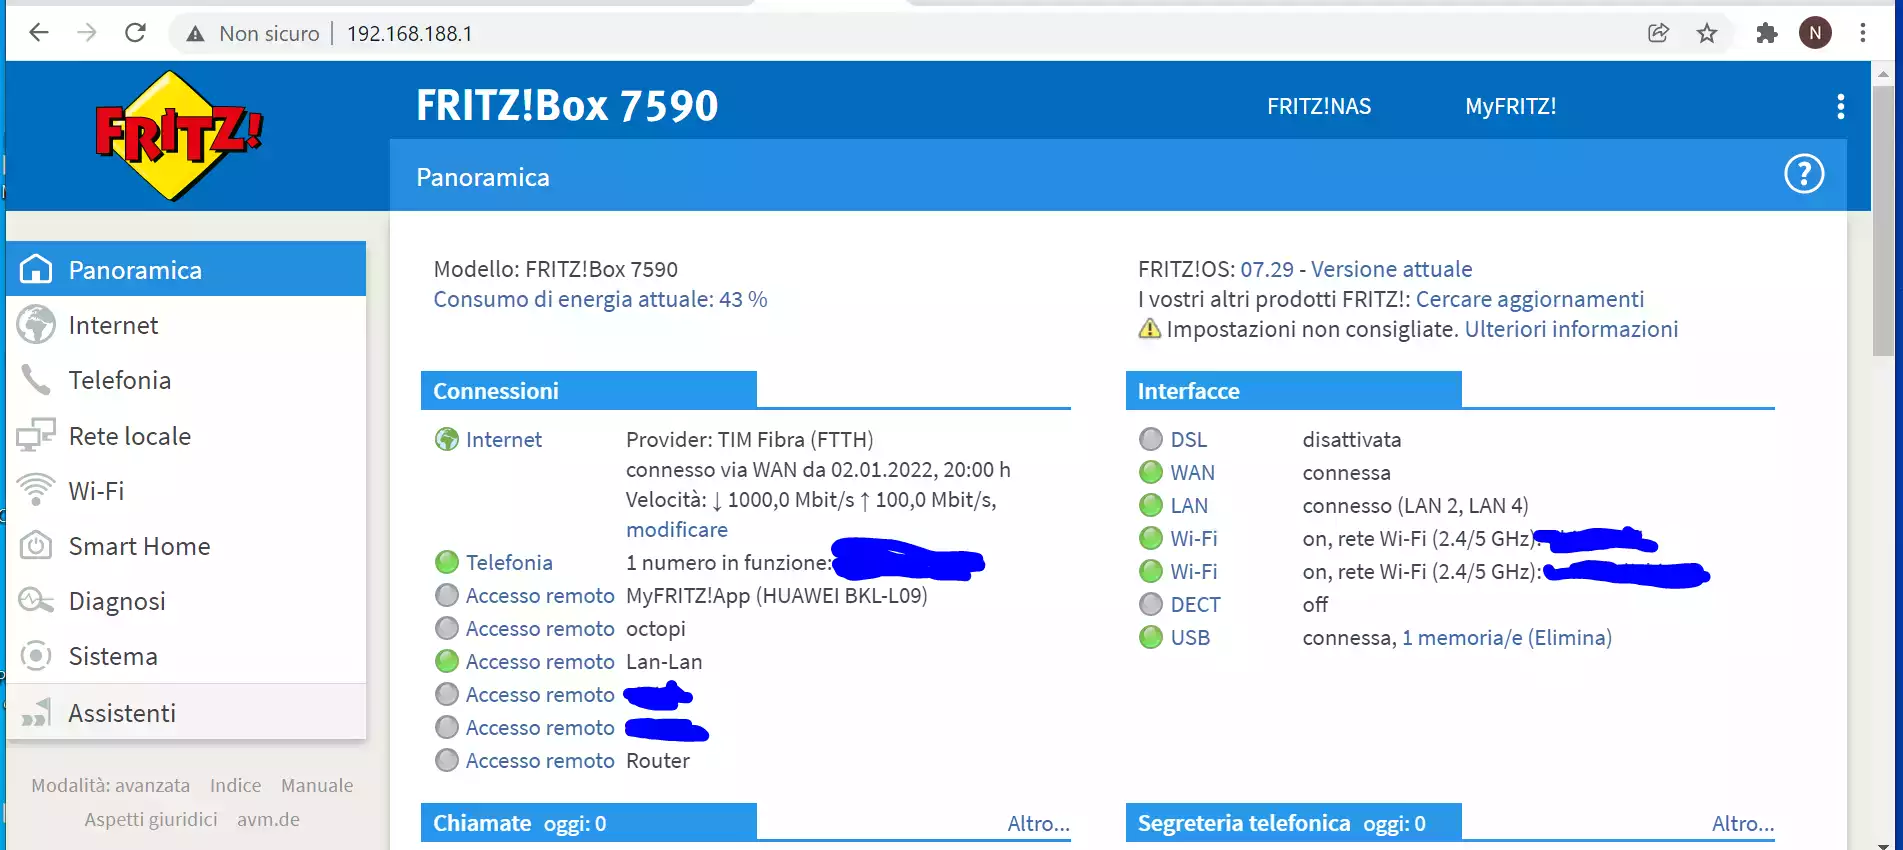 Non sicuro | 192.168.188.1
N
FRITZ!
FRITZ!Box 7590
FRITZ!NAS
MyFRITZ!
Panoramica
?
Panoramica
Internet
Telefonia
Rete locale
Wi-Fi
Smart Home
Diagnosi
Sistema
Assistenti
Modalità: avanzata Indice Manuale
Aspetti giuridici avm.de
Modello: FRITZ!Box 7590
Consumo di energia attuale: 43 %
FRITZ!OS: 07.29 - Versione attuale
I vostri altri prodotti FRITZ!: Cercare aggiornamenti
Impostazioni non consigliate. Ulteriori informazioni
Connessioni
Internet Provider: TIM Fibra (FTTH)
connesso via WAN da 02.01.2022, 20:00 h
Velocità: ↓ 1000,0 Mbit/s ↑ 100,0 Mbit/s,
modificare
Telefonia 1 numero in funzione:
Accesso remoto MyFRITZ!App (HUAWEI BKL-L09)
Accesso remoto octopi
Accesso remoto Lan-Lan
Accesso remoto
Accesso remoto
Accesso remoto Router
Interfacce
DSL disattivata
WAN connessa
LAN connesso (LAN 2, LAN 4)
Wi-Fi on, rete Wi-Fi (2.4/5 GHz):
Wi-Fi on, rete Wi-Fi (2.4/5 GHz):
DECT off
USB connessa, 1 memoria/e (Elimina)
Chiamate oggi: 0 Altro...
Segreteria telefonica oggi: 0 Altro...